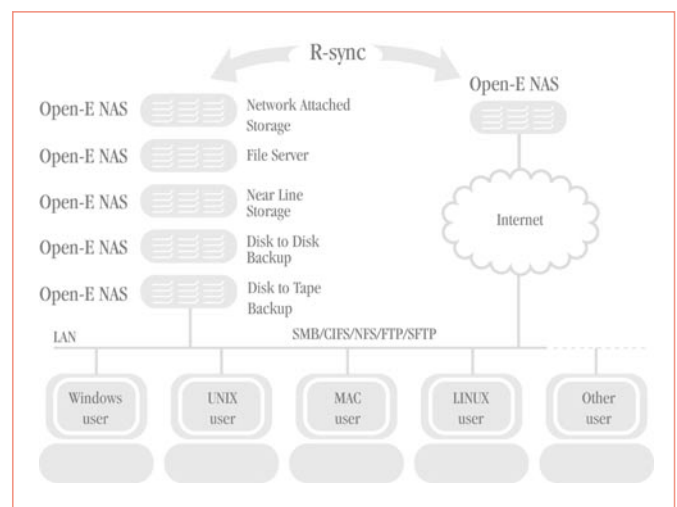 R-sync
Open-E NAS
Open-E NAS
Network Attached
Storage
Open-E NAS
File Server
Open-E NAS
Near Line
Storage
Internet
Open-E NAS
Disk to Disk
Backup
Open-E NAS
Disk to Tape
Backup
LAN
SMB/CIFS/NFS/FTP/SFTP
Windows
user
UNIX
user
MAC
user
LINUX
user
Other
user